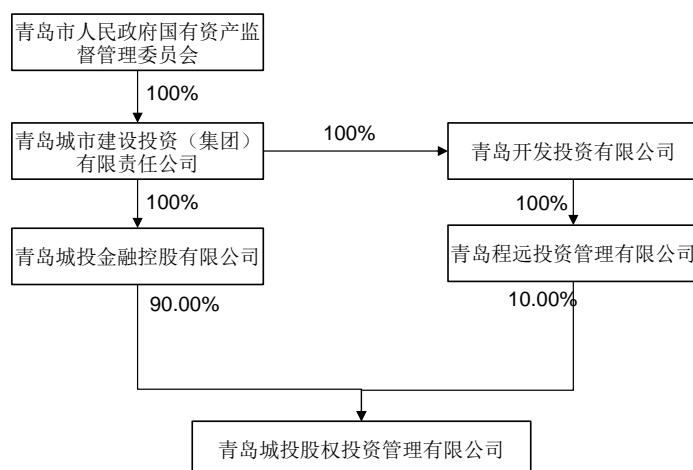 青岛市人民政府国有资产监
督管理委员会
100%
青岛城市建设投资（集团）
有限责任公司
100%
青岛开发投资有限公司
100%
100%
青岛城投金融控股有限公司
青岛程远投资管理有限公司
90.00%
10.00%
青岛城投股权投资管理有限公司